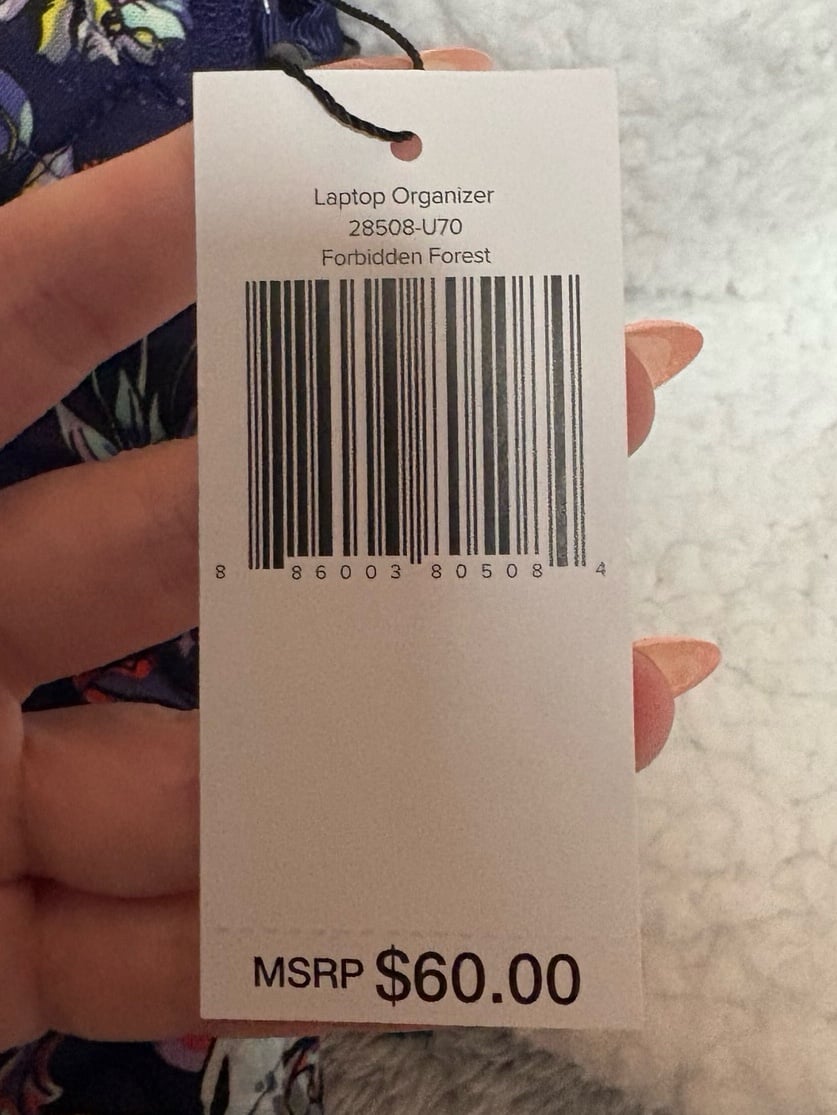 Laptop Organizer
28508-U70
Forbidden Forest
8 86003 80508 4
MSRP $60.00